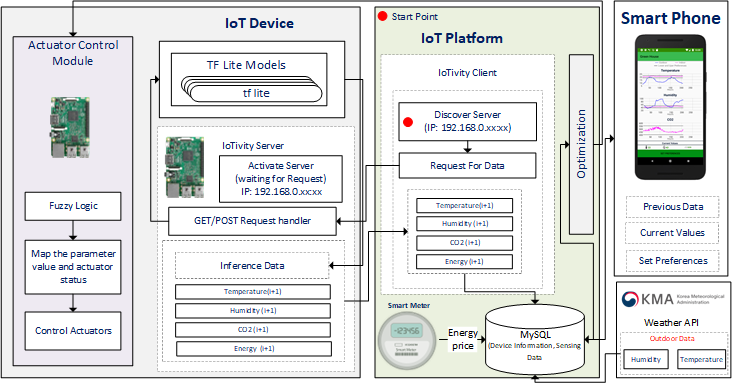 IoT Device
Actuator Control
Module
Fuzzy Logic
Map the parameter
value and actuator
status
Control Actuators
TF Lite Models
tf lite
IoTivity Server
Activate Server
(waiting for Request)
IP: 192.168.0.xx:xx
GET/POST Request handler
Inference Data
Temperature(i+1)
Humidity (i+1)
CO2 (i+1)
Energy (i+1)
Start Point
IoT Platform
IoTivity Client
Discover Server
(IP: 192.168.0.xx:xx)
Request For Data
Temperature(i+1)
Humidity (i+1)
CO2 (i+1)
Energy (i+1)
Optimization
Smart Meter
-123456
Energy
price
MySQL
(Device Information, Sensing
Data
Smart Phone
Temperature
Humidity
CO2
Previous Data
Current Values
Set Preferences
KMA
Korea Meteorological
Administration
Weather API
Outdoor Data
Humidity
Temperature